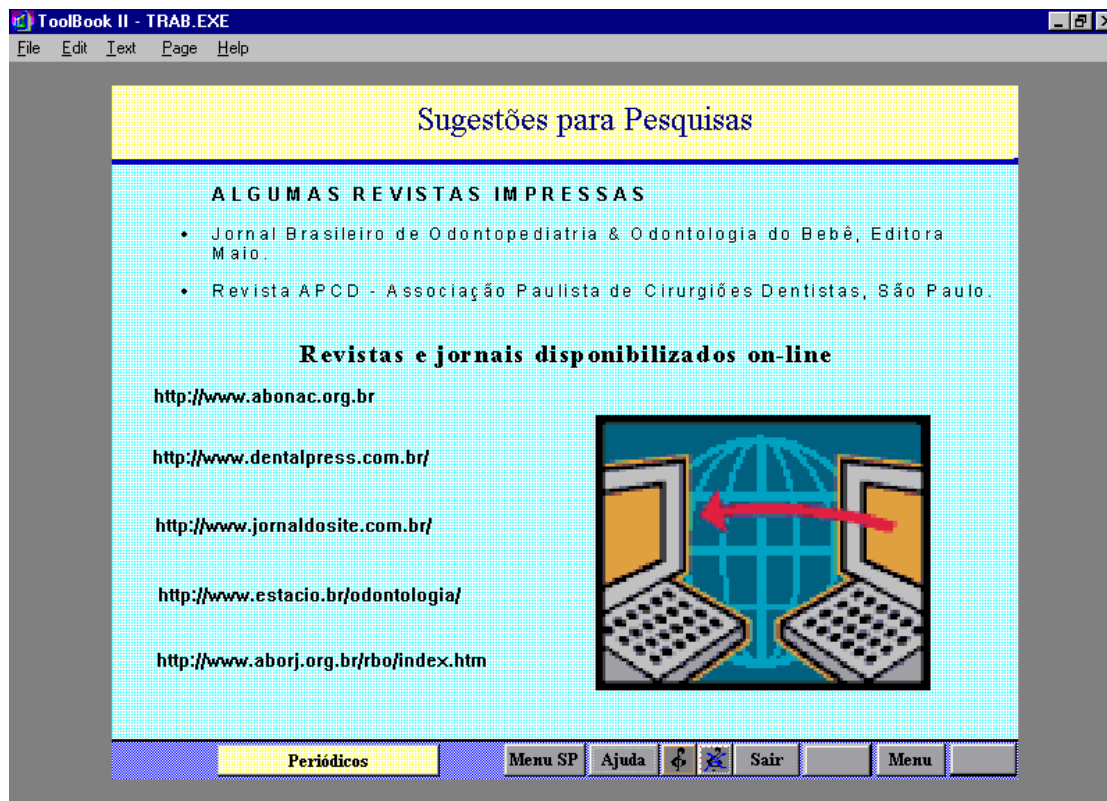 ToolBook II - TRAB.EXE
File Edit Text Page Help
Sugestões para Pesquisas
ALGUMAS REVISTAS IMPRESSAS
• Jornal Brasileiro de Odontopediatria & Odontologia do Bebê, Editora
Maio.
• Revista APCD - Associação Paulista de Cirurgiões Dentistas, São Paulo.
Revistas e jornais disponibilizados on-line
http://www.abonac.org.br
http://www.dentalpress.com.br/
http://www.jornaldosite.com.br/
http://www.estacio.br/odontologia/
http://www.aborj.org.br/rbo/index.htm
Periódicos Menu SP Ajuda Sair Menu